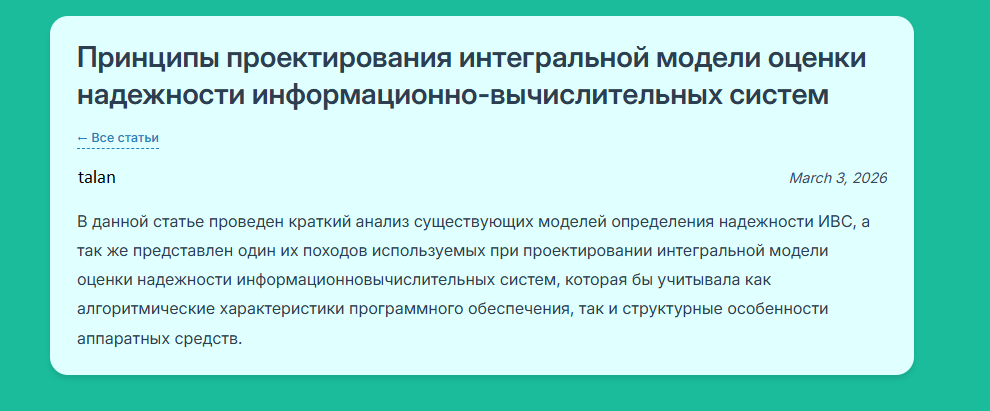 Принципы проектирования интегральной модели оценки
надежности информационно-вычислительных систем
← Все статьи
talan
March 3, 2026
В данной статье проведен краткий анализ существующих моделей определения надежности ИВС, а
так же представлен один их походов используемых при проектировании интегральной модели
оценки надежности информационновычислительных систем, которая бы учитывала как
алгоритмические характеристики программного обеспечения, так и структурные особенности
аппаратных средств.